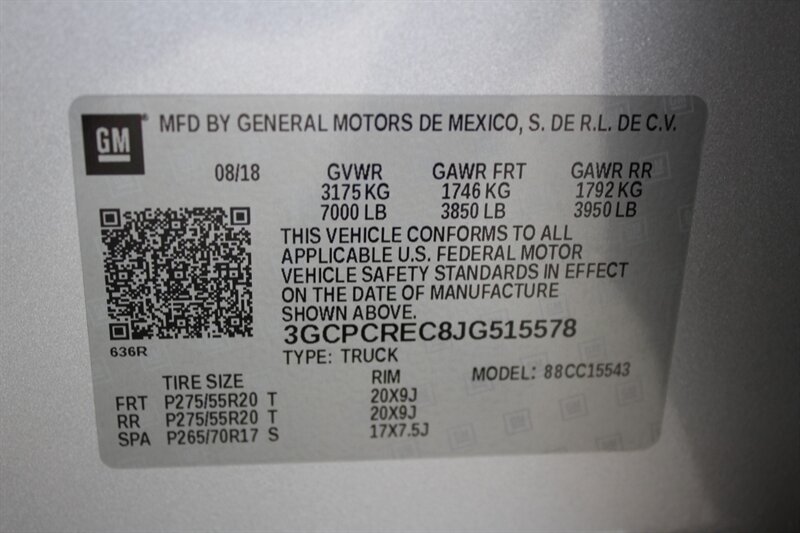 GM® MFD BY GENERAL MOTORS DE MEXICO, S. DE R.L. DE C.V.
08/18 GVWR GAWR FRT GAWR RR
3175 KG 1746 KG 1792 KG
7000 LB 3850 LB 3950 LB
THIS VEHICLE CONFORMS TO ALL
APPLICABLE U.S. FEDERAL MOTOR
VEHICLE SAFETY STANDARDS IN EFFECT
ON THE DATE OF MANUFACTURE
SHOWN ABOVE.
3GCPCREC8JG515578
636R
TYPE: TRUCK
TIRE SIZE RIM MODEL: 88CC15543
FRT P275/55R20 T 20X9J
RR P275/55R20 T 20X9J
SPA P265/70R17 S 17X7.5J